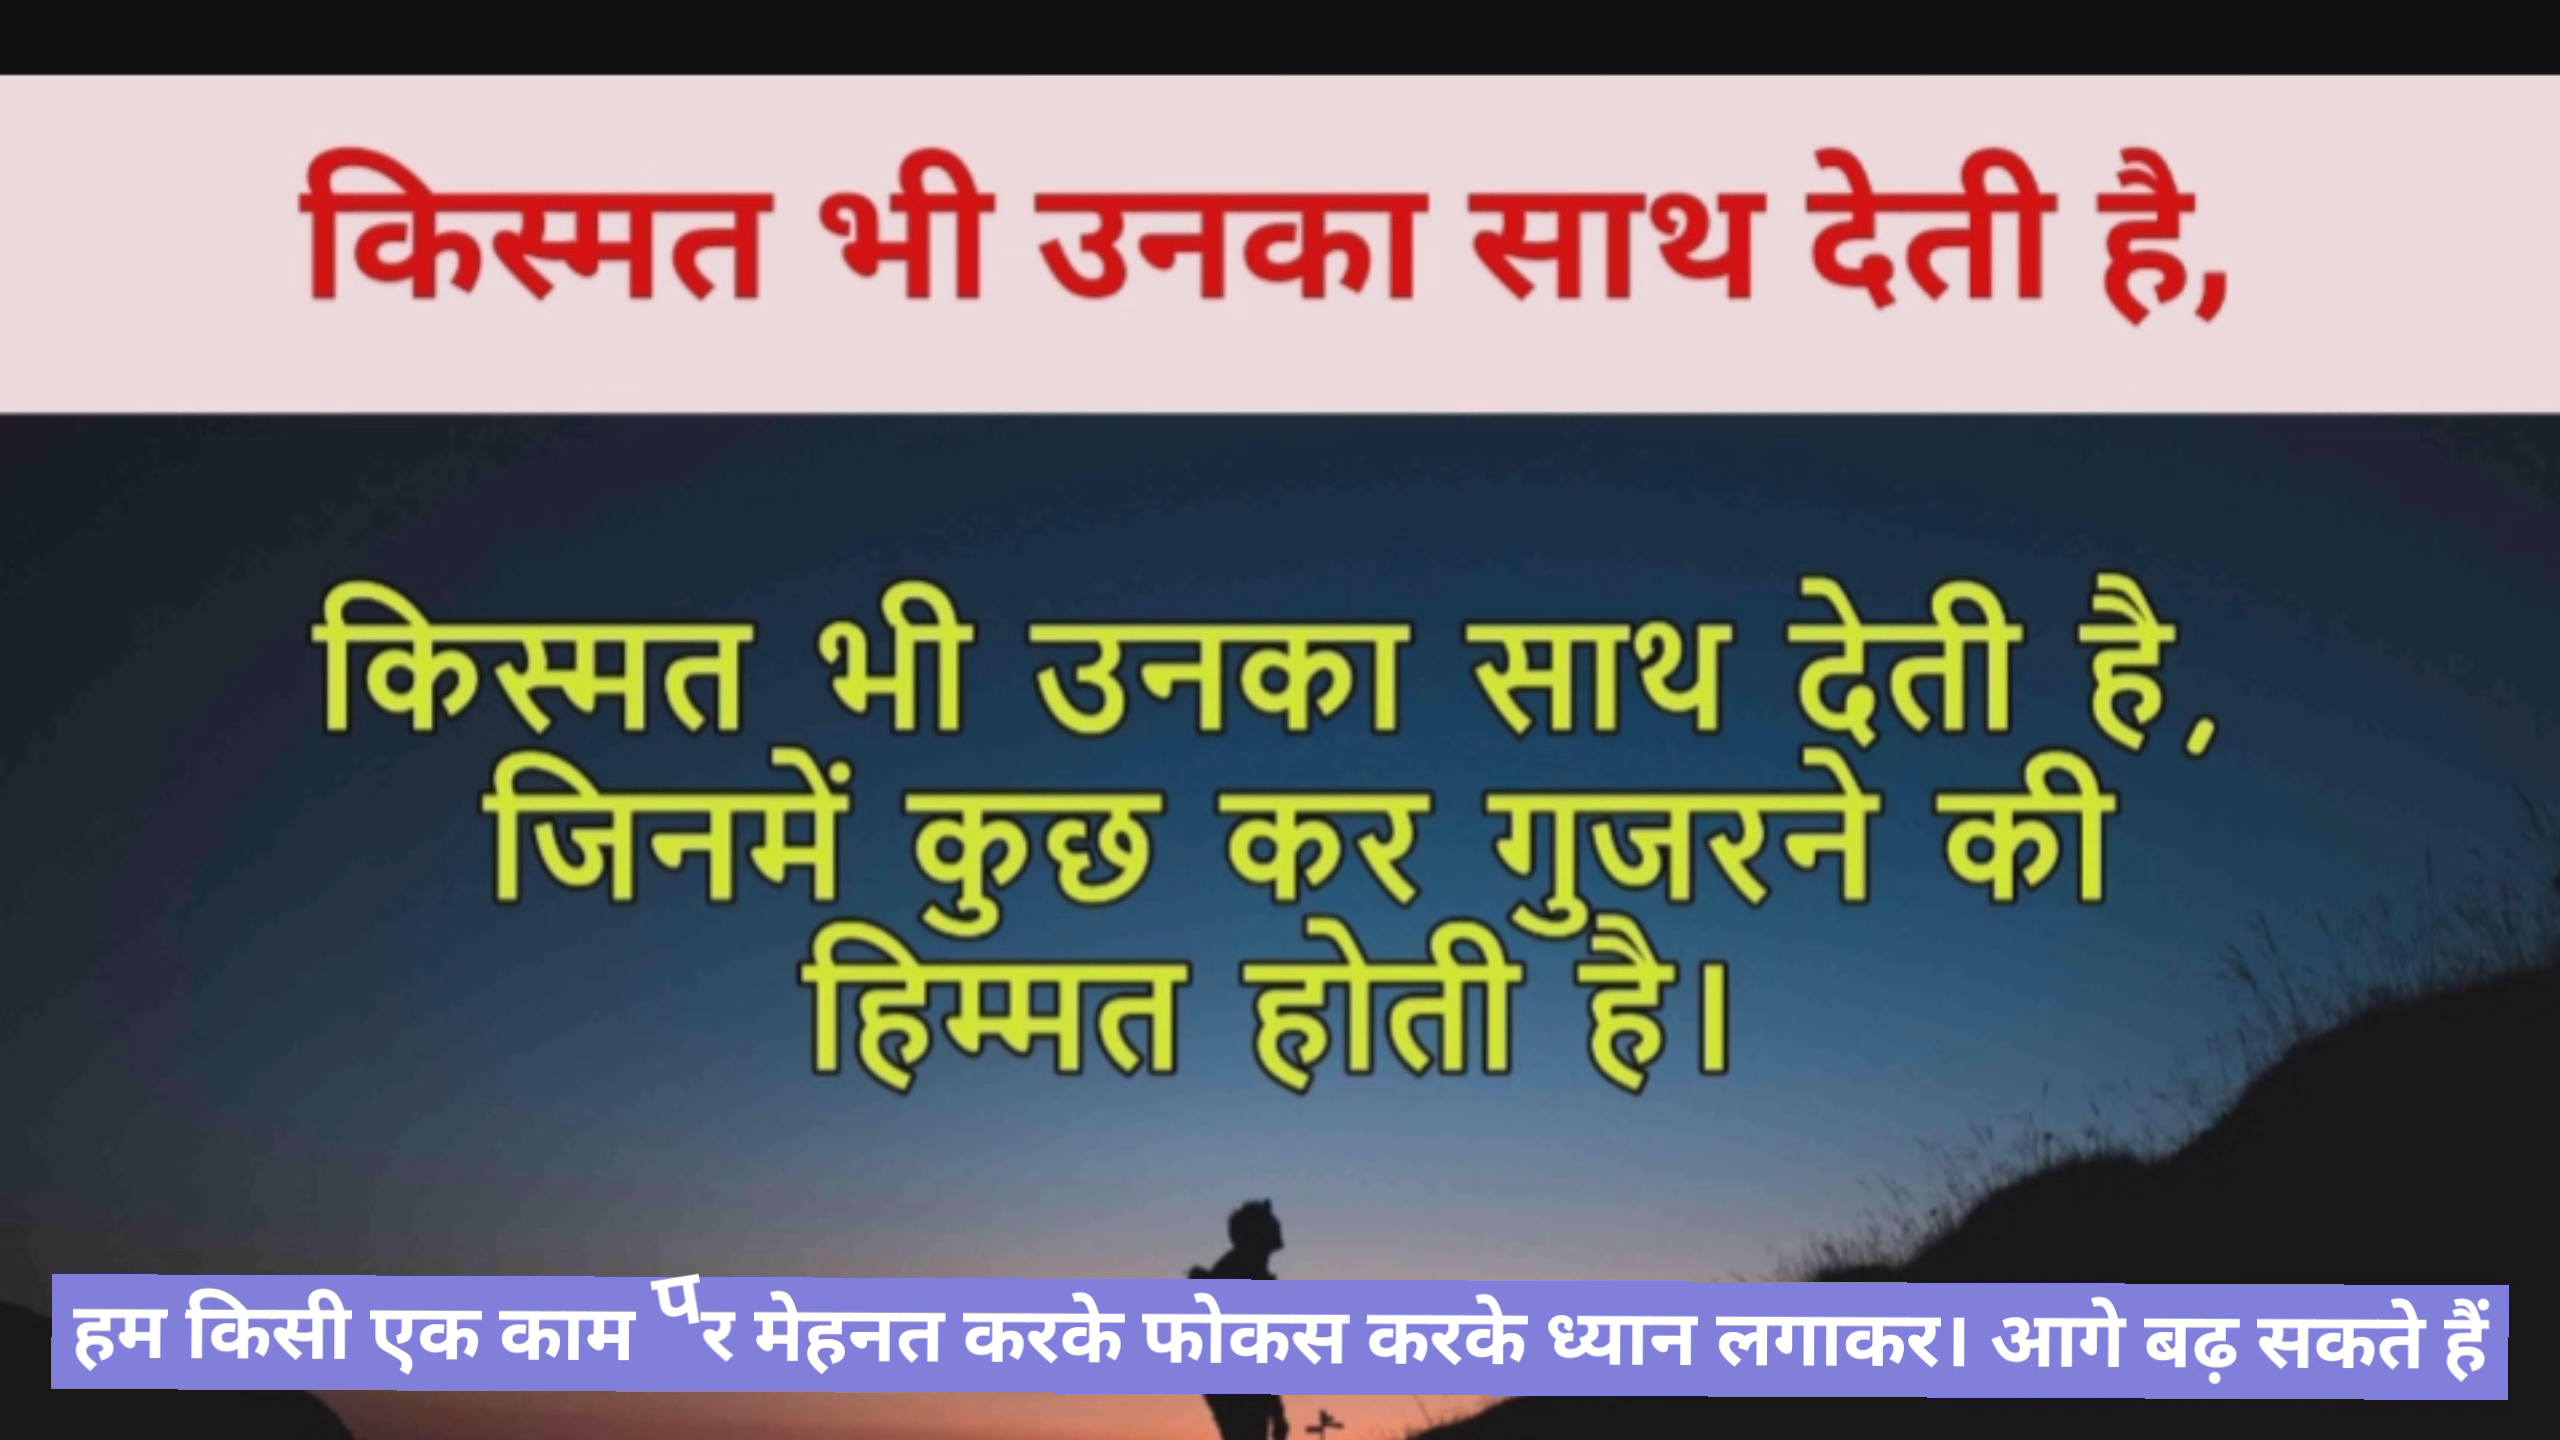 किस्मत भी उनका साथ देती है,
किस्मत भी उनका साथ देती है,
जिनमें कुछ कर गुजरने की
हिम्मत होती है।
हम किसी एक काम पर मेहनत करके फोकस करके ध्यान लगाकर। आगे बढ़ सकते हैं